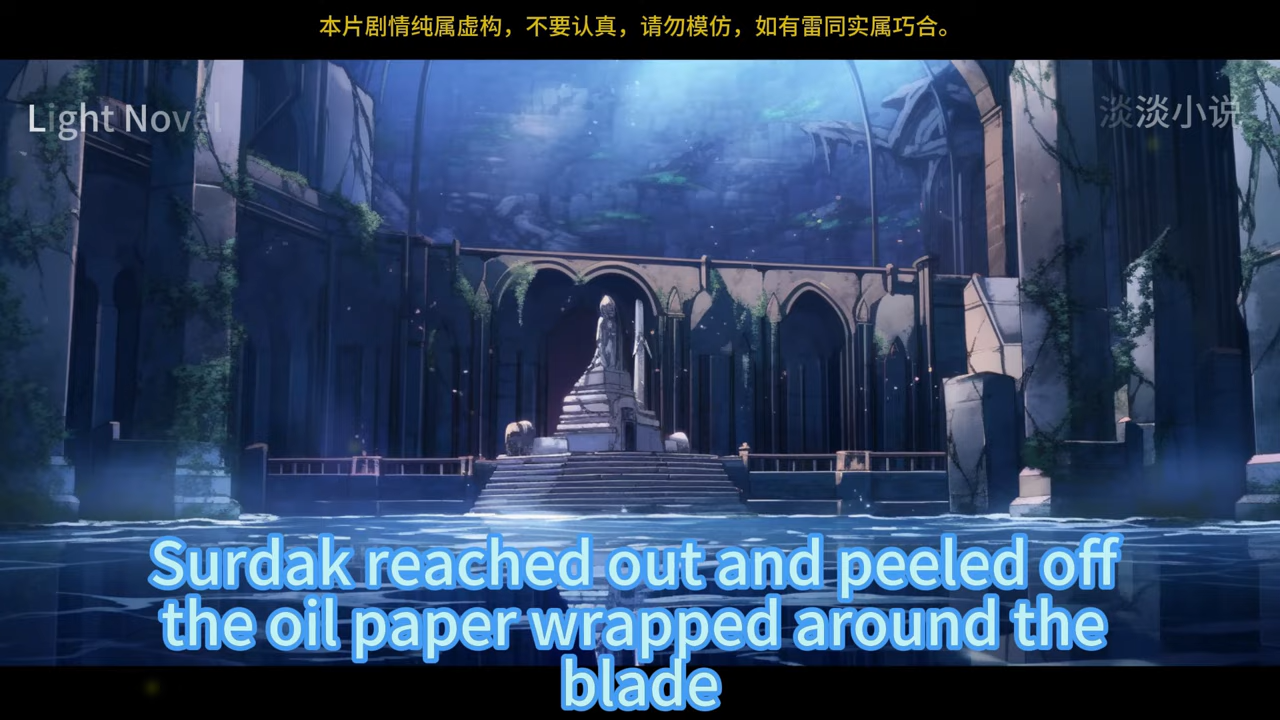 本片剧情纯属虚构，不要认真，请勿模仿，如有雷同实属巧合。
Light Novel
淡淡小说
Surdak reached out and peeled off
the oil paper wrapped around the
blade